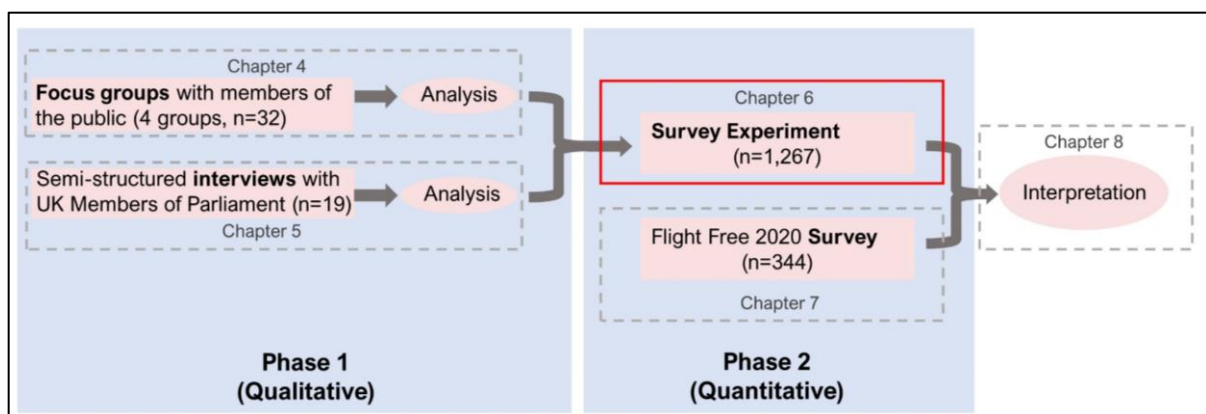 Chapter 4
Focus groups with members of
the public (4 groups, n=32)
Analysis
Semi-structured interviews with
UK Members of Parliament (n=19)
Analysis
Chapter 5
Phase 1
(Qualitative)
Chapter 6
Survey Experiment
(n=1,267)
Flight Free 2020 Survey
(n=344)
Chapter 7
Phase 2
(Quantitative)
Chapter 8
Interpretation